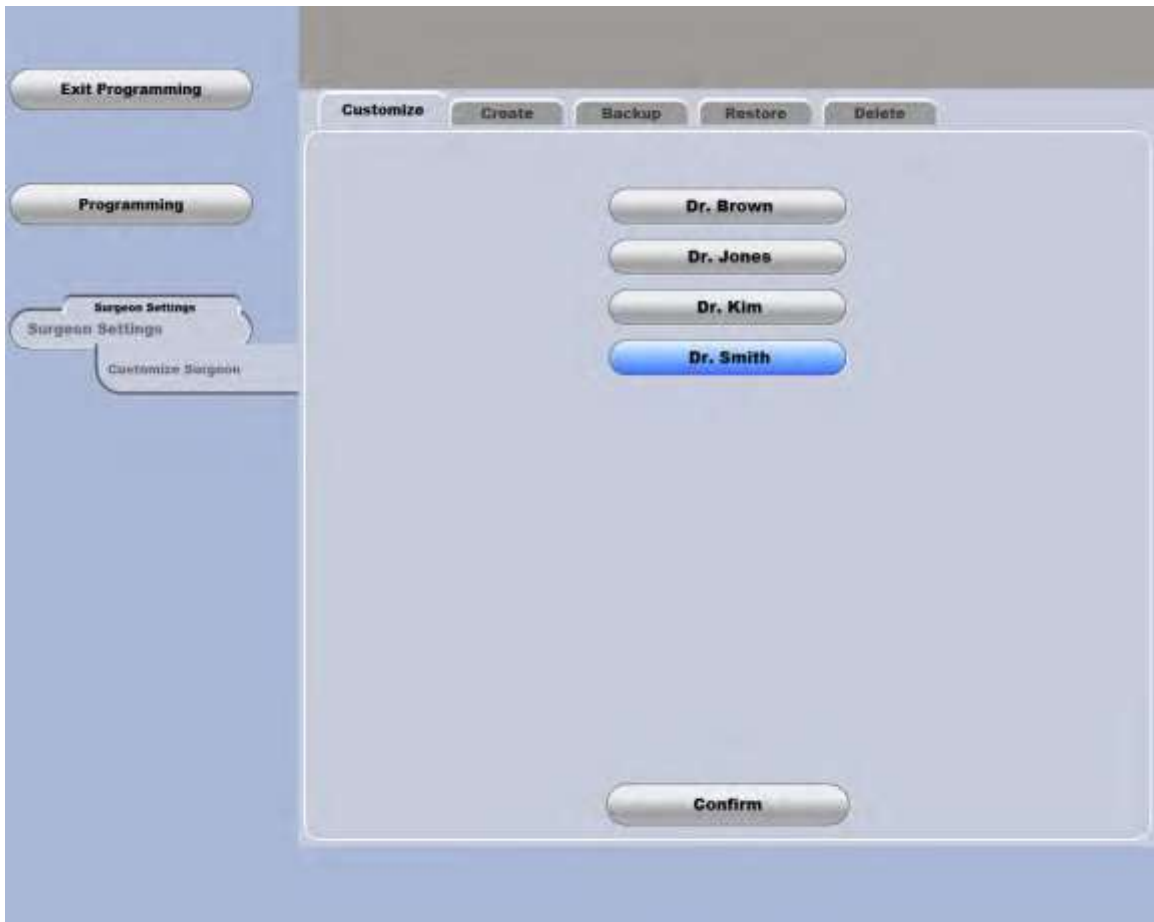 Exit Programming
Programming
Surgeon Settings
Surgeon Settings
Customize Surgeon
Customize
Create
Backup
Restore
Delete
Dr. Brown
Dr. Jones
Dr. Kim
Dr. Smith
Confirm